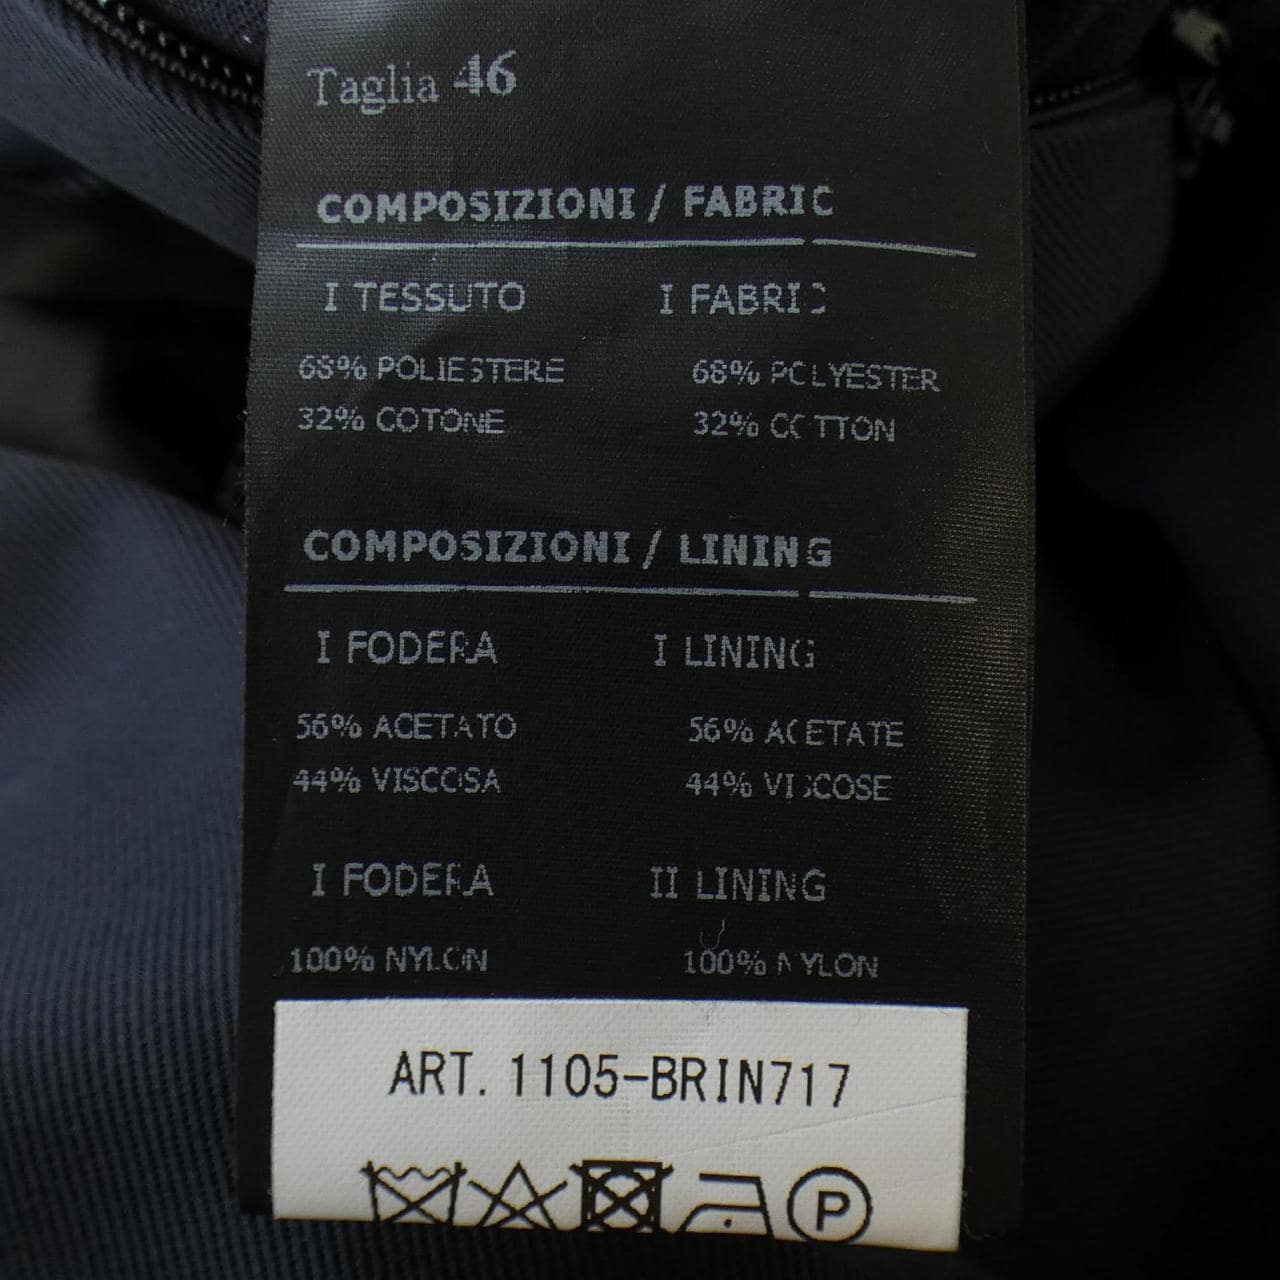 Taglia 46
COMPOSIZIONI / FABRIC
I TESSUTO I FABRIC
68% POLIESTERE 68% POLYESTER
32% COTONE 32% COTTON
COMPOSIZIONI / LINING
I FODERA I LINING
56% ACETATO 56% ACETATE
44% VISCOSA 44% VISCOSE
I FODERA II LINING
100% NYLON 100% NYLON
ART. 1105-BRIN717
P